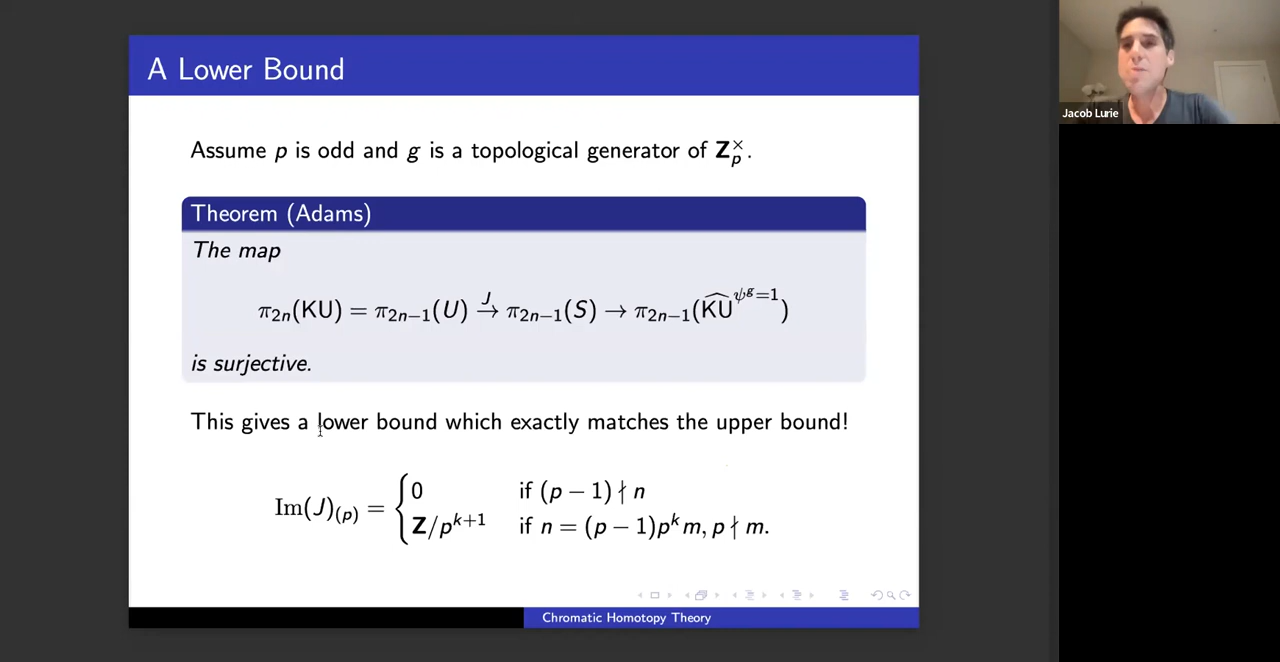 A Lower Bound
Assume p is odd and g is a topological generator of Z_p^×.
Theorem (Adams)
The map
π_{2n}(KU) = π_{2n−1}(U) →^J π_{2n−1}(S) → π_{2n−1}(\widehat{KU}^{ψ^g=1})
is surjective.
This gives a lower bound which exactly matches the upper bound!
Im(J)_{(p)} = { 0 if (p − 1) ∤ n
Z/p^{k+1} if n = (p − 1)p^k m, p ∤ m.
Chromatic Homotopy Theory
Jacob Lurie